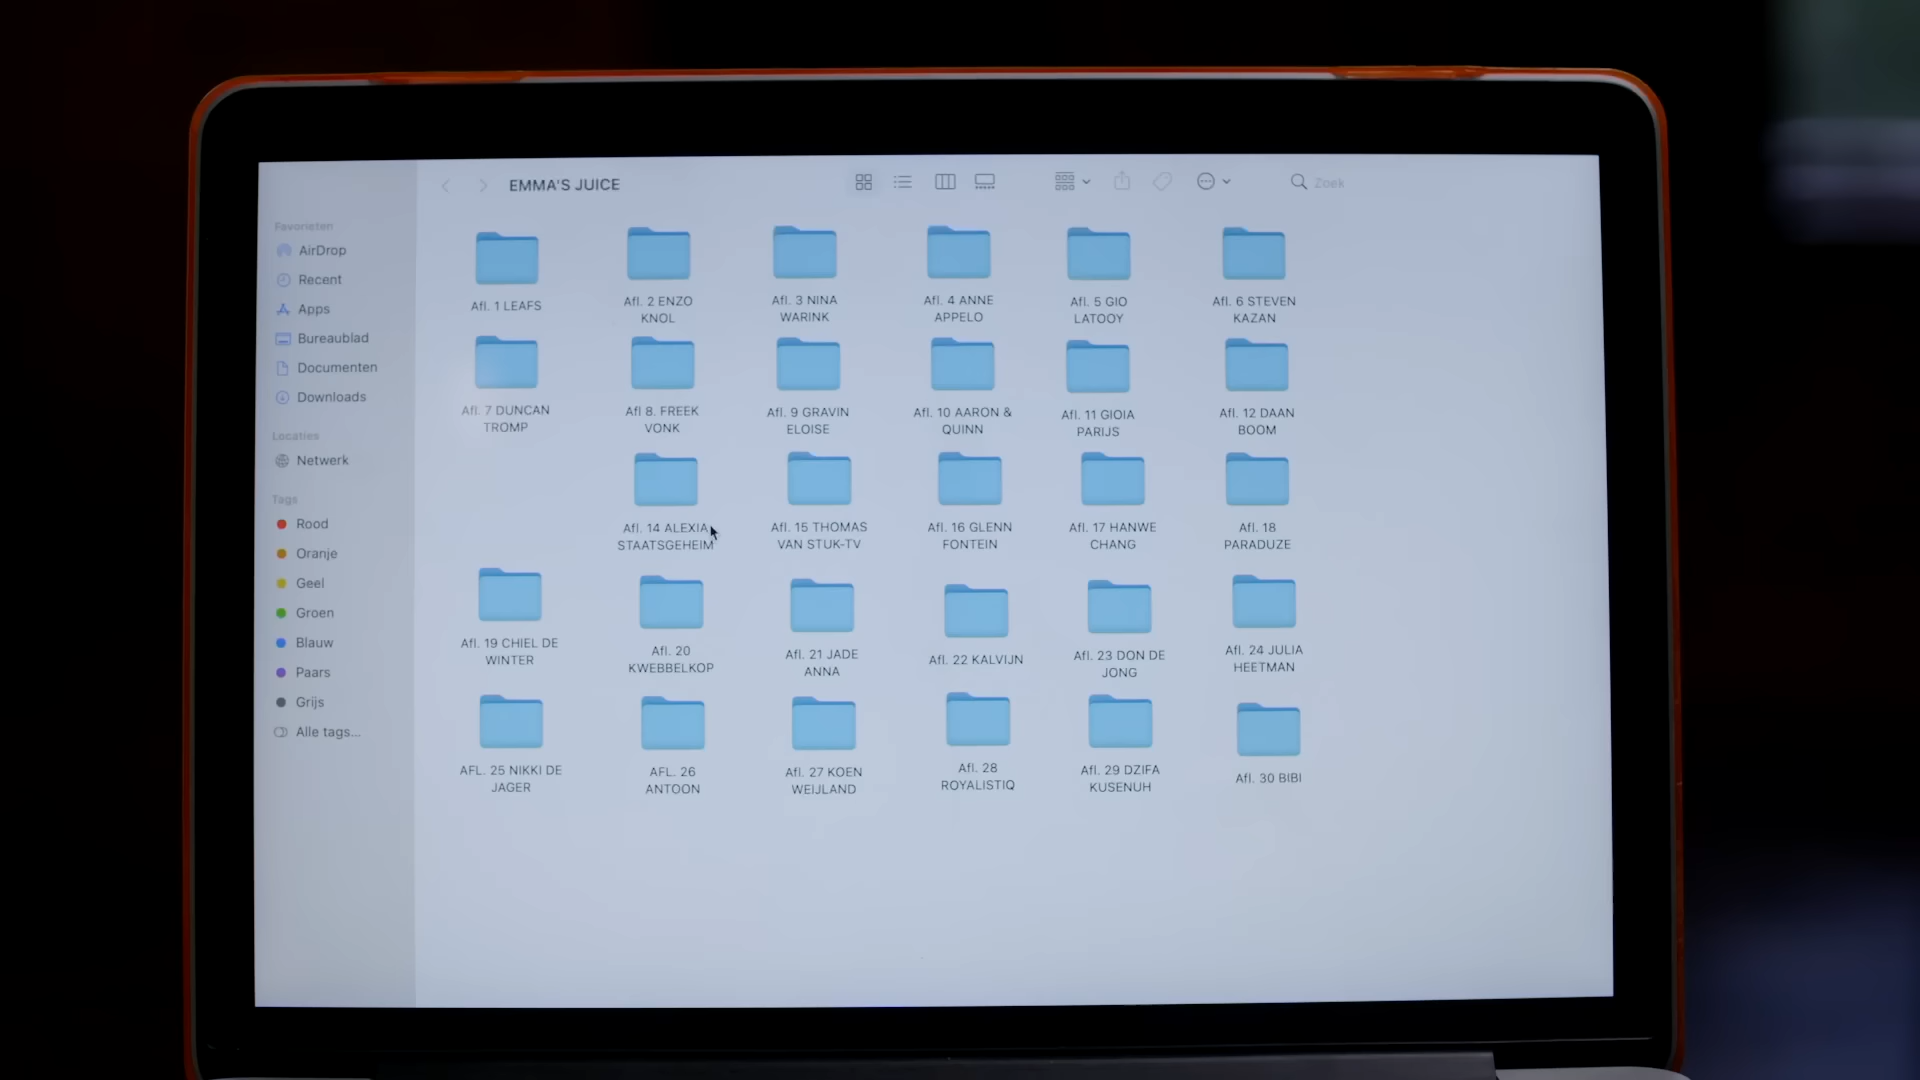 EMMA'S JUICE
Zoek
Favorieten
AirDrop
Recent
Apps
Bureaublad
Documenten
Downloads
Locaties
Netwerk
Tags
Rood
Oranje
Geel
Groen
Blauw
Paars
Grijs
Alle tags...
Afl. 1 LEAFS
Afl. 2 ENZO
KNOL
Afl. 3 NINA
WARINK
Afl. 4 ANNE
APPELO
Afl. 5 GIO
LATOOY
Afl. 6 STEVEN
KAZAN
Afl. 7 DUNCAN
TROMP
Afl 8. FREEK
VONK
Afl. 9 GRAVIN
ELOISE
Afl. 10 AARON &
QUINN
Afl. 11 GIOIA
PARIJS
Afl. 12 DAAN
BOOM
Afl. 14 ALEXIA
STAATSGEHEIM
Afl. 15 THOMAS
VAN STUK-TV
Afl. 16 GLENN
FONTEIN
Afl. 17 HANWE
CHANG
Afl. 18
PARADUZE
Afl. 19 CHIEL DE
WINTER
Afl. 20
KWEBBELKOP
Afl. 21 JADE
ANNA
Afl. 22 KALVIJN
Afl. 23 DON DE
JONG
Afl. 24 JULIA
HEETMAN
AFL. 25 NIKKI DE
JAGER
AFL. 26
ANTOON
Afl. 27 KOEN
WEIJLAND
Afl. 28
ROYALISTIQ
Afl. 29 DZIFA
KUSENUH
Afl. 30 BIBI